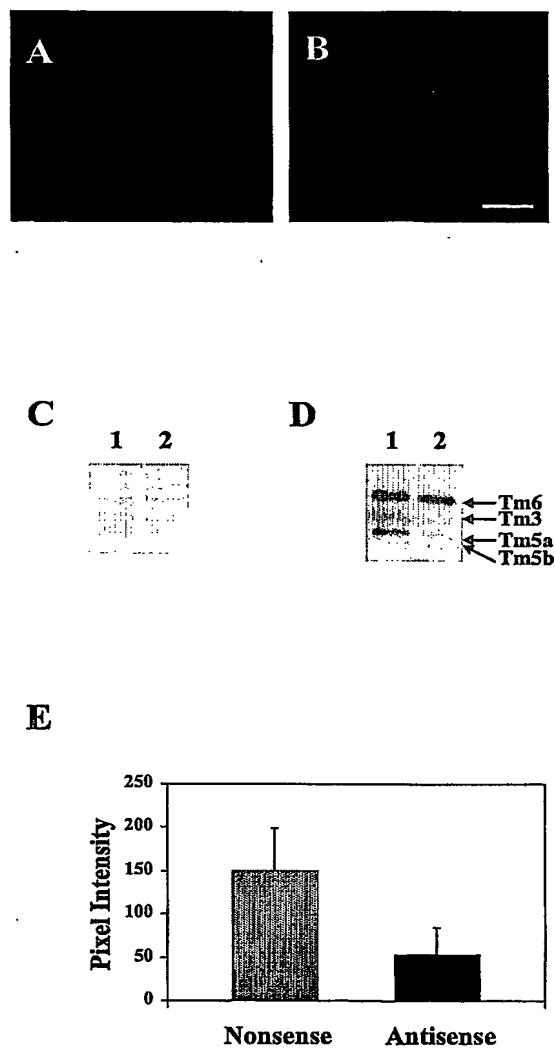 A B
C D
1 2 1 2
Tm6
Tm3
Tm5a
Tm5b
E
250
200
150
100
50
0
Pixel Intensity
Nonsense Antisense